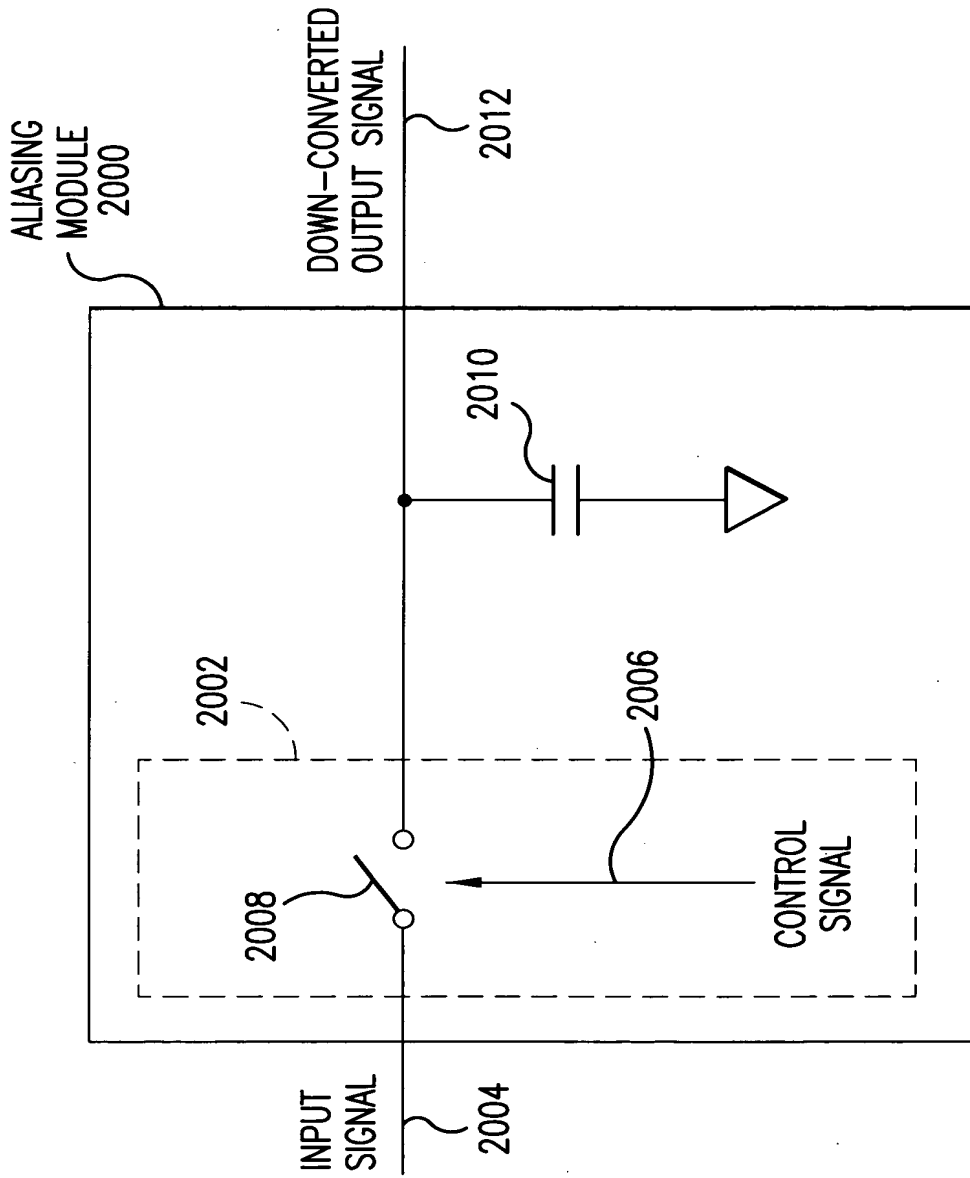 ALIASING
MODULE
2000
2002
INPUT
SIGNAL
2004
2008
CONTROL
SIGNAL
2006
2010
DOWN-CONVERTED
OUTPUT SIGNAL
2012